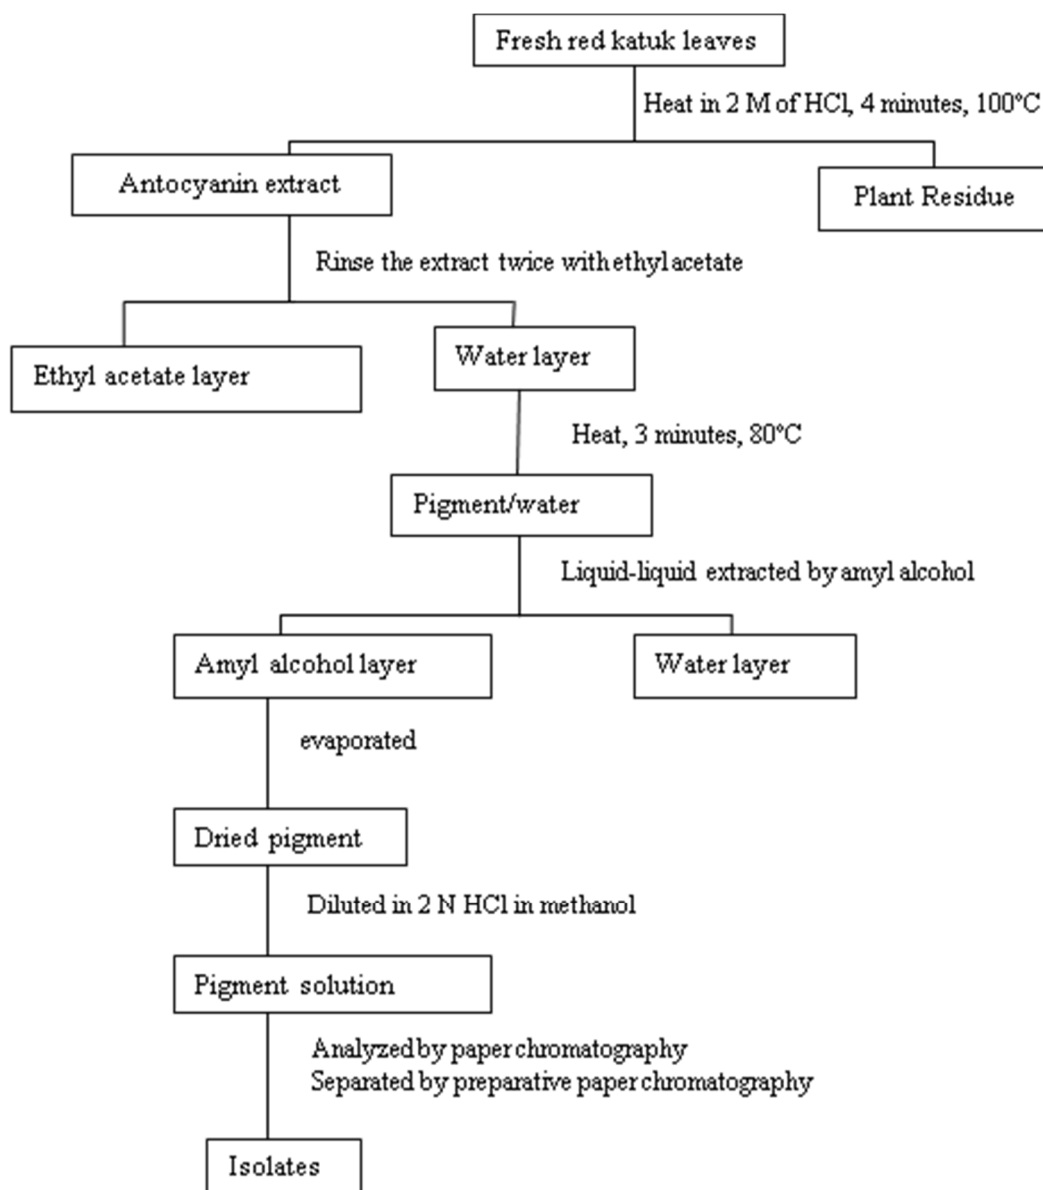 Fresh red katuk leaves
Heat in 2 M of HCl, 4 minutes, 100°C
Antocyanin extract
Plant Residue
Rinse the extract twice with ethyl acetate
Ethyl acetate layer
Water layer
Heat, 3 minutes, 80°C
Pigment/water
Liquid-liquid extracted by amyl alcohol
Amyl alcohol layer
Water layer
evaporated
Dried pigment
Diluted in 2 N HCl in methanol
Pigment solution
Analyzed by paper chromatography
Separated by preparative paper chromatography
Isolates